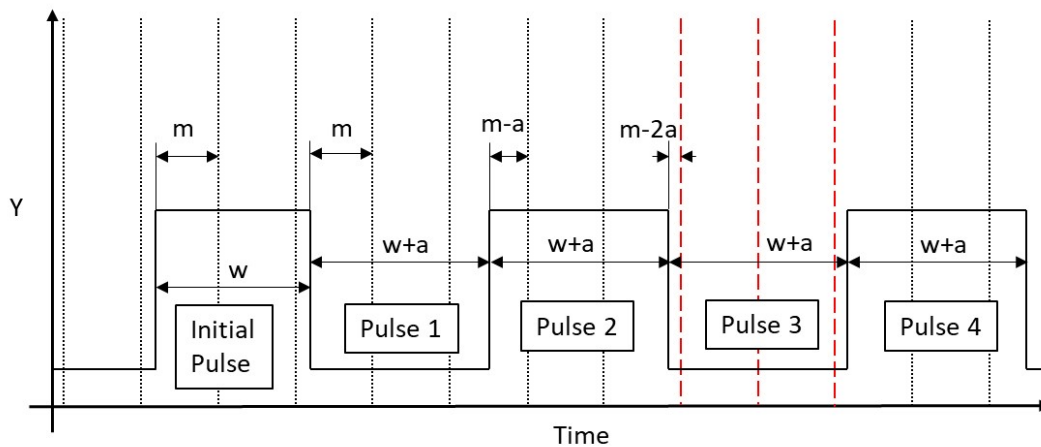 m
m
m-a
m-2a
Y
w
w+a
w+a
w+a
w+a
Initial
Pulse
Pulse 1
Pulse 2
Pulse 3
Pulse 4
Time